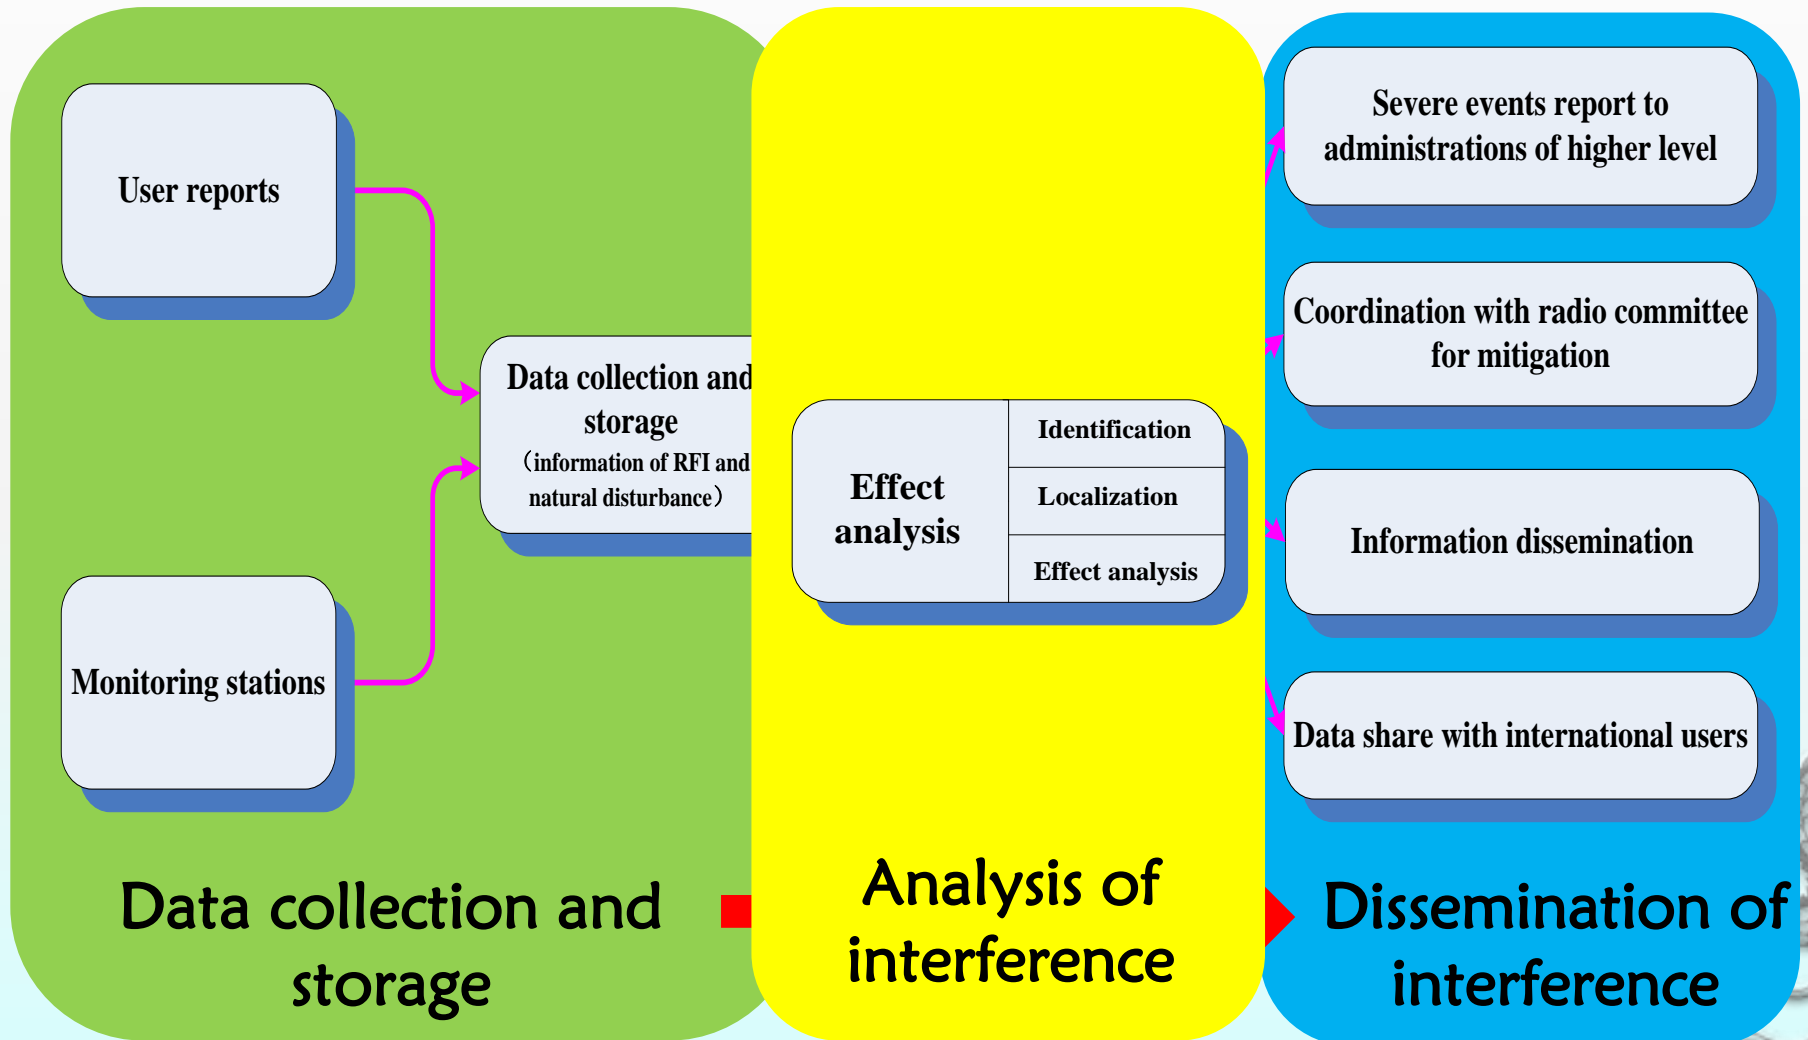 User reports
Monitoring stations
Data collection and
storage
（information of RFI and
natural disturbance）
Data collection and
storage
Effect
analysis
Identification
Localization
Effect analysis
Analysis of
interference
Severe events report to
administrations of higher level
Coordination with radio committee
for mitigation
Information dissemination
Data share with international users
Dissemination of
interference